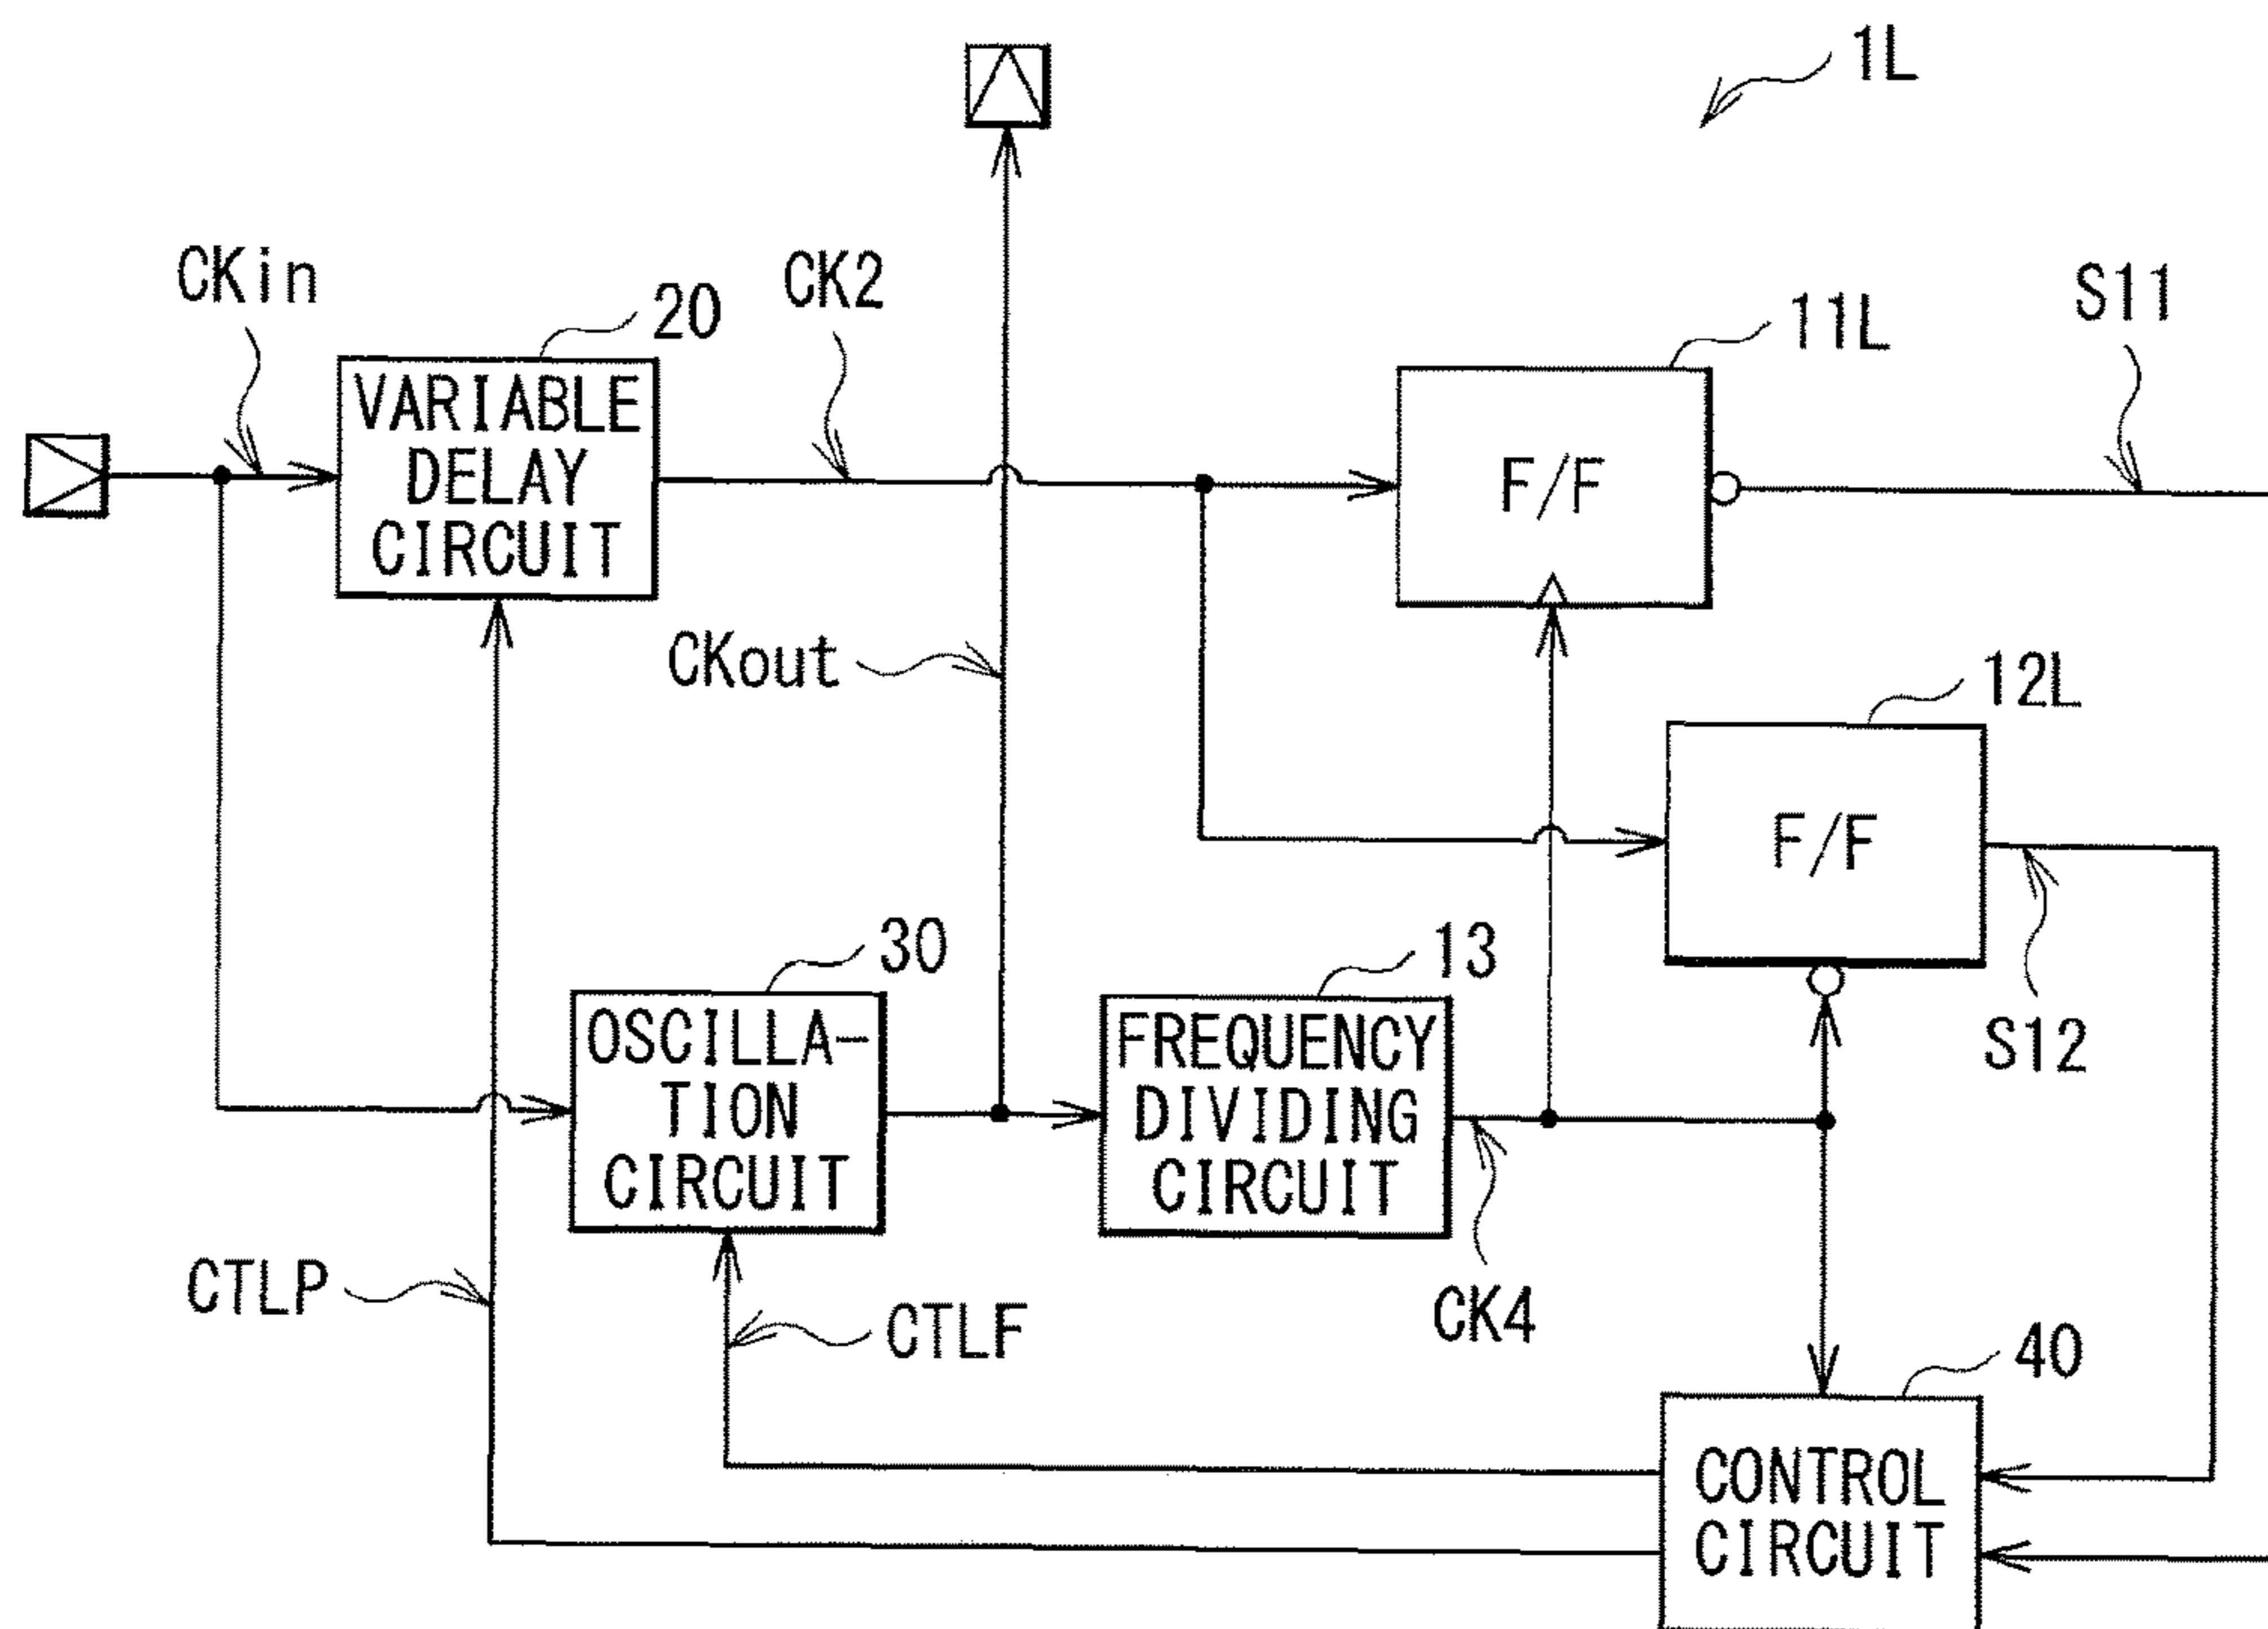 1L
CKin
20
CK2
11L
S11
VARIABLE
DELAY
CIRCUIT
F/F
CKout
12L
F/F
30
13
S12
OSCILLA-
TION
CIRCUIT
FREQUENCY
DIVIDING
CIRCUIT
CTLP
CTLF
CK4
40
CONTROL
CIRCUIT